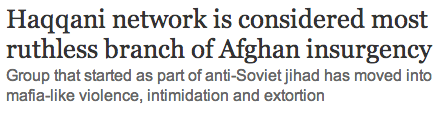 Haqqani network is considered most
ruthless branch of Afghan insurgency
Group that started as part of anti-Soviet jihad has moved into
mafia-like violence, intimidation and extortion